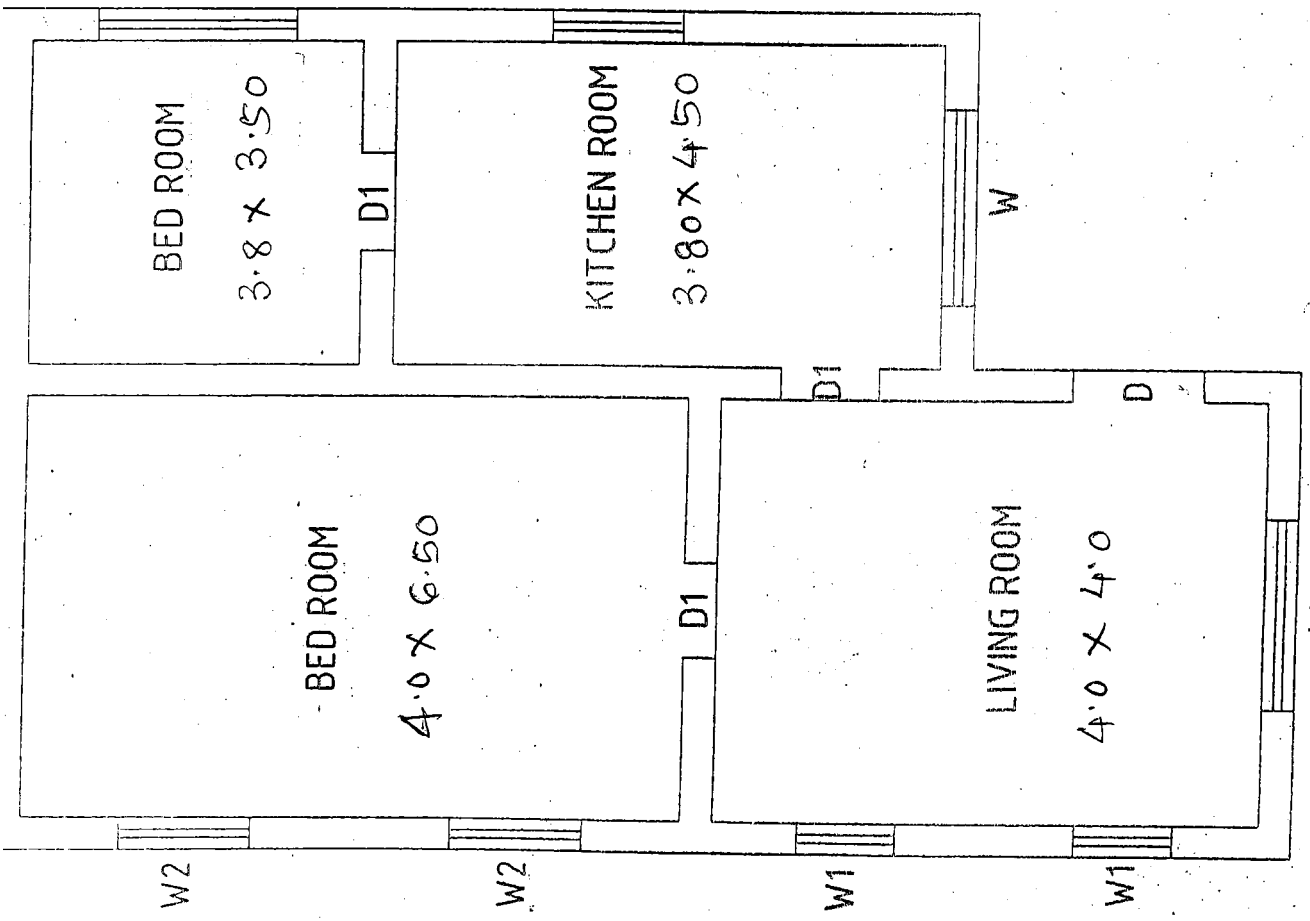 BED ROOM
3.8 X 3.50
D1
KITCHEN ROOM
3.80 X 4.50
W
BED ROOM
4.0 X 6.50
D1
D1
D
LIVING ROOM
4.0 X 4.0
W2
W2
W1
W1